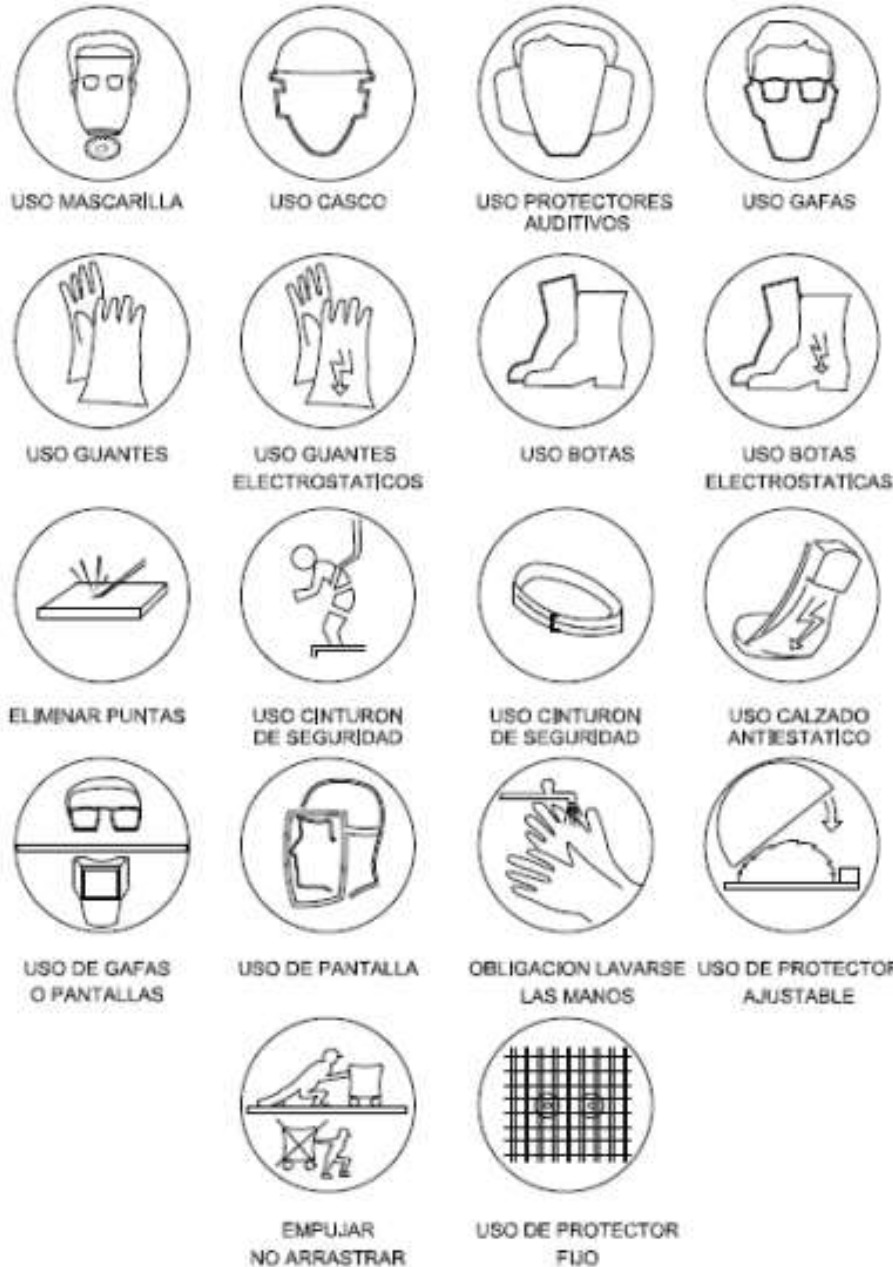 USO MASCARILLA
USO CASCO
USO PROTECTORES
AUDITIVOS
USO GAFAS
USO GUANTES
USO GUANTES
ELECTROSTATICOS
USO BOTAS
USO BOTAS
ELECTROSTATICAS
ELIMINAR PUNTAS
USO CINTURON
DE SEGURIDAD
USO CINTURON
DE SEGURIDAD
USO CALZADO
ANTIESTATICO
USO DE GAFAS
O PANTALLAS
USO DE PANTALLA
OBLIGACION LAVARSE
LAS MANOS
USO DE PROTECTOR
AJUSTABLE
EMPUJAR
NO ARRASTRAR
USO DE PROTECTOR
FIJO